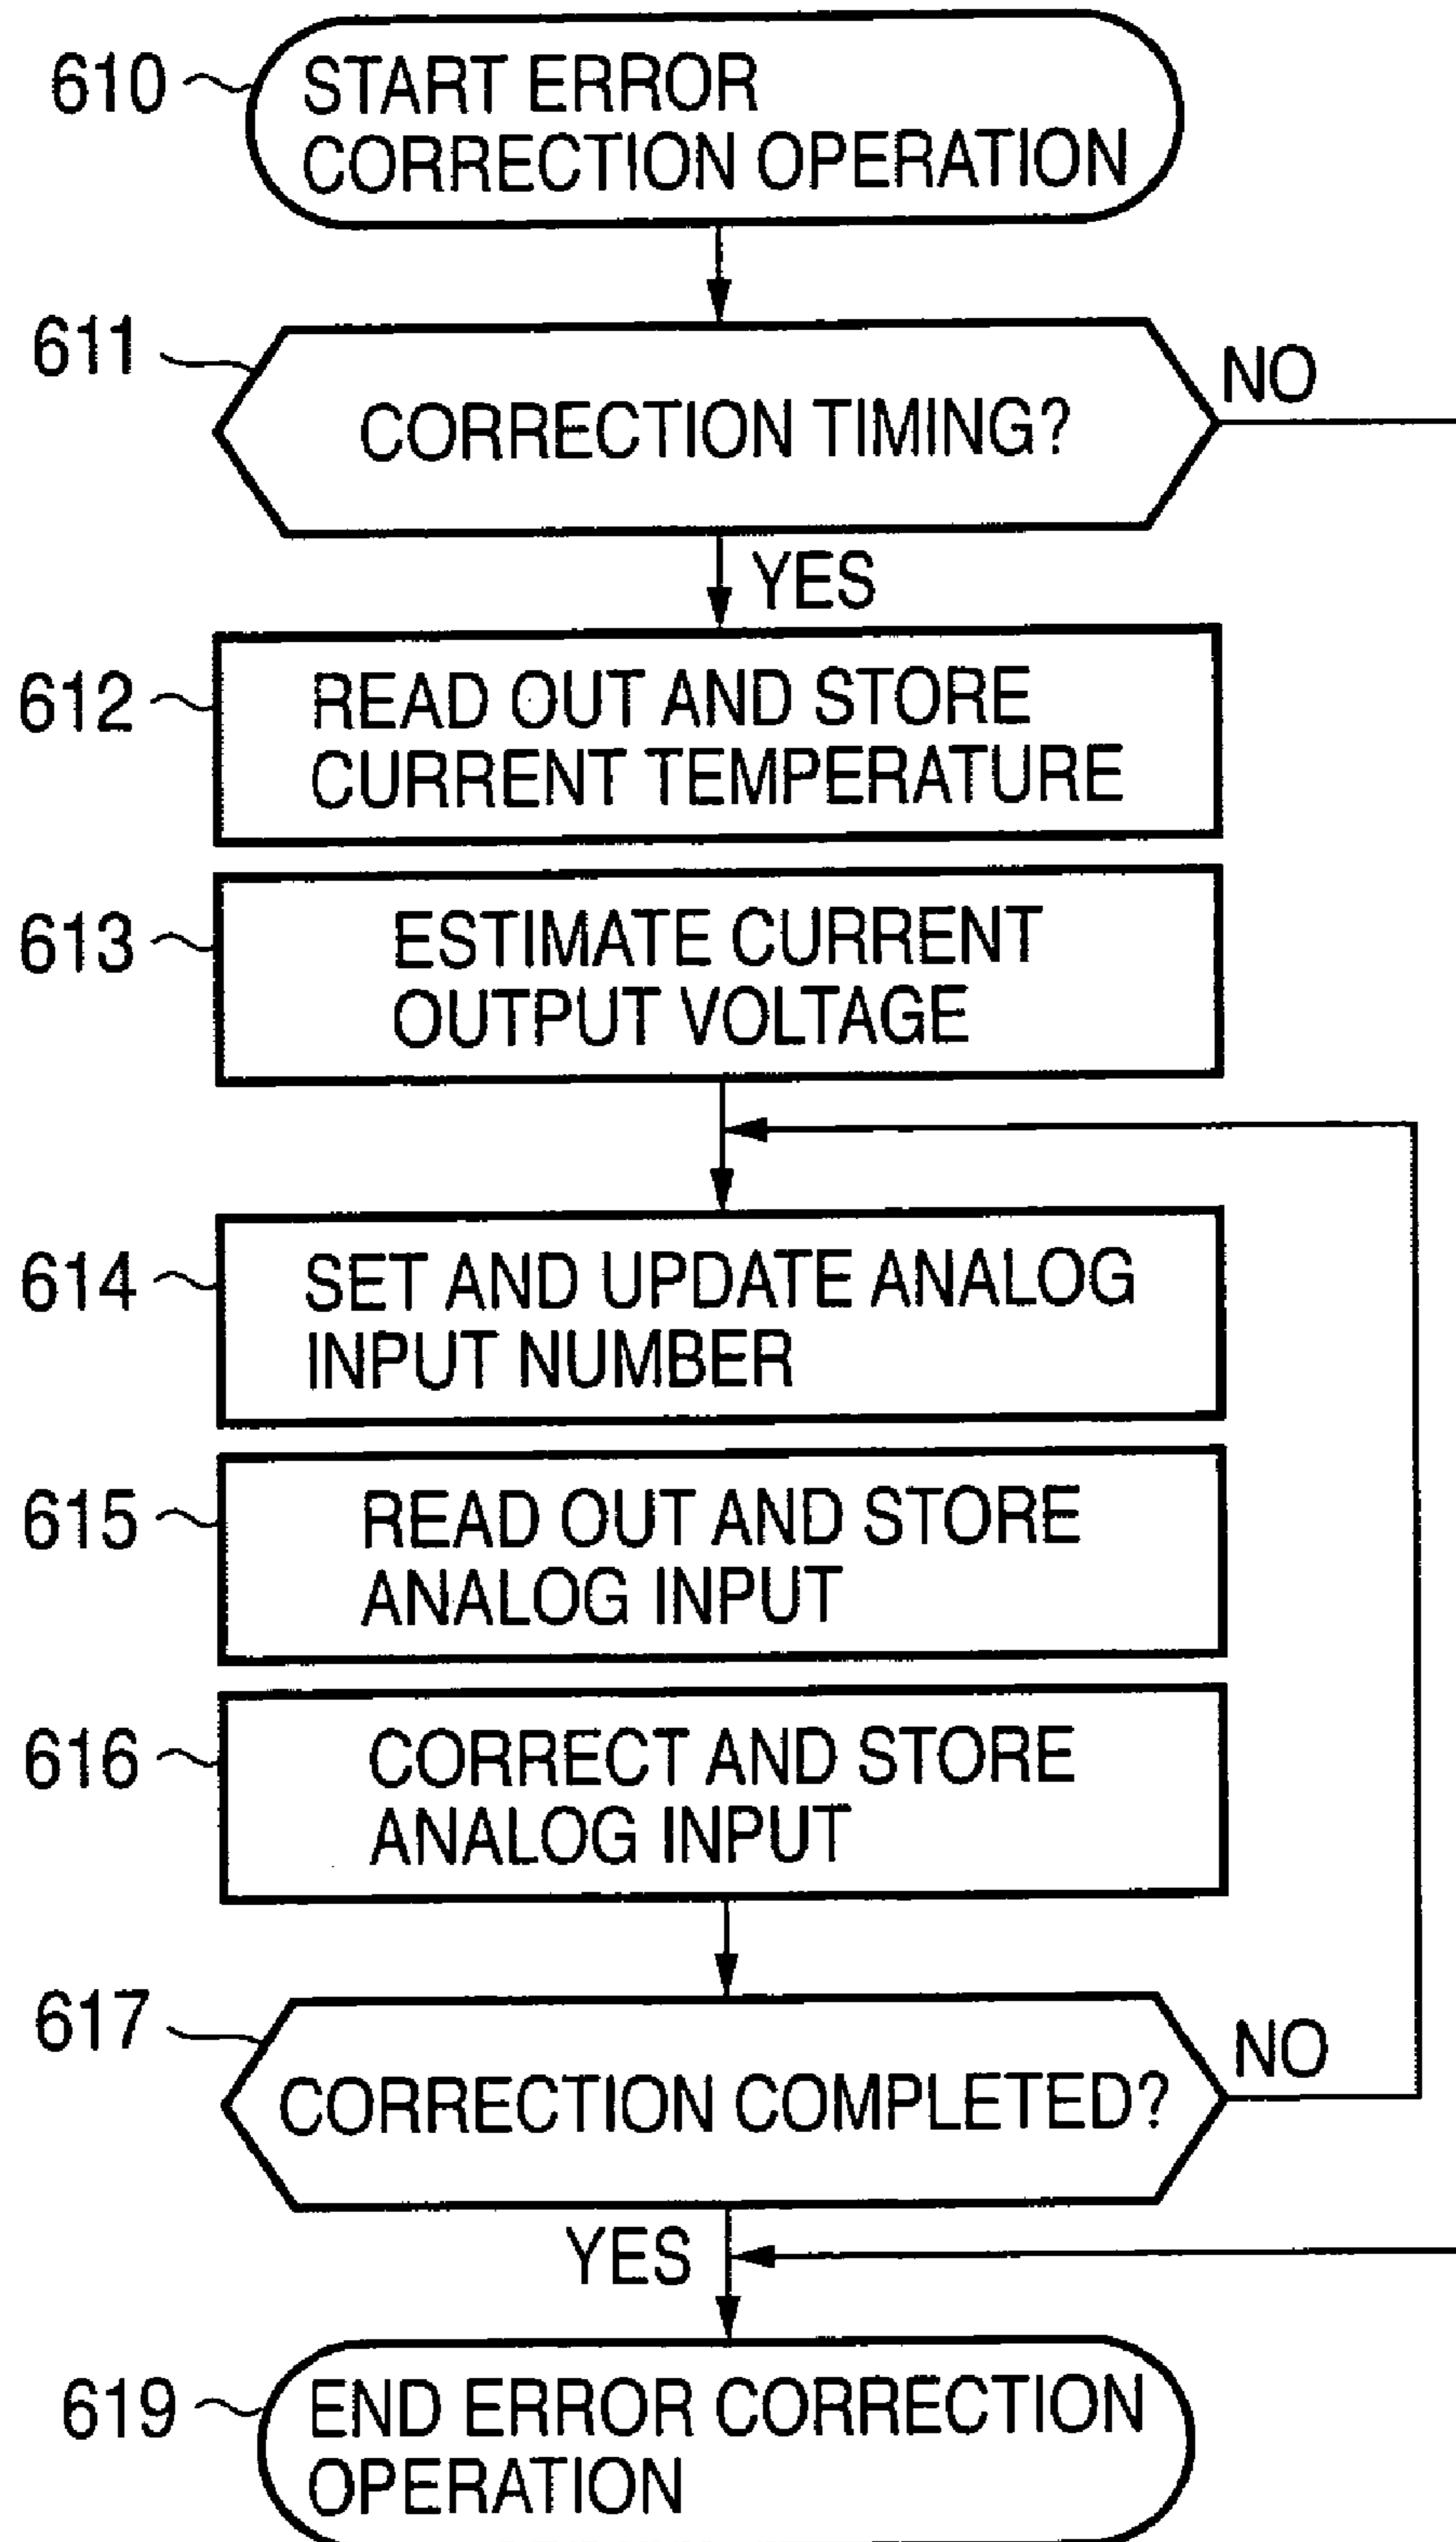 610
START ERROR
CORRECTION OPERATION
611
CORRECTION TIMING?
NO
YES
612
READ OUT AND STORE
CURRENT TEMPERATURE
613
ESTIMATE CURRENT
OUTPUT VOLTAGE
614
SET AND UPDATE ANALOG
INPUT NUMBER
615
READ OUT AND STORE
ANALOG INPUT
616
CORRECT AND STORE
ANALOG INPUT
617
CORRECTION COMPLETED?
NO
YES
619
END ERROR CORRECTION
OPERATION